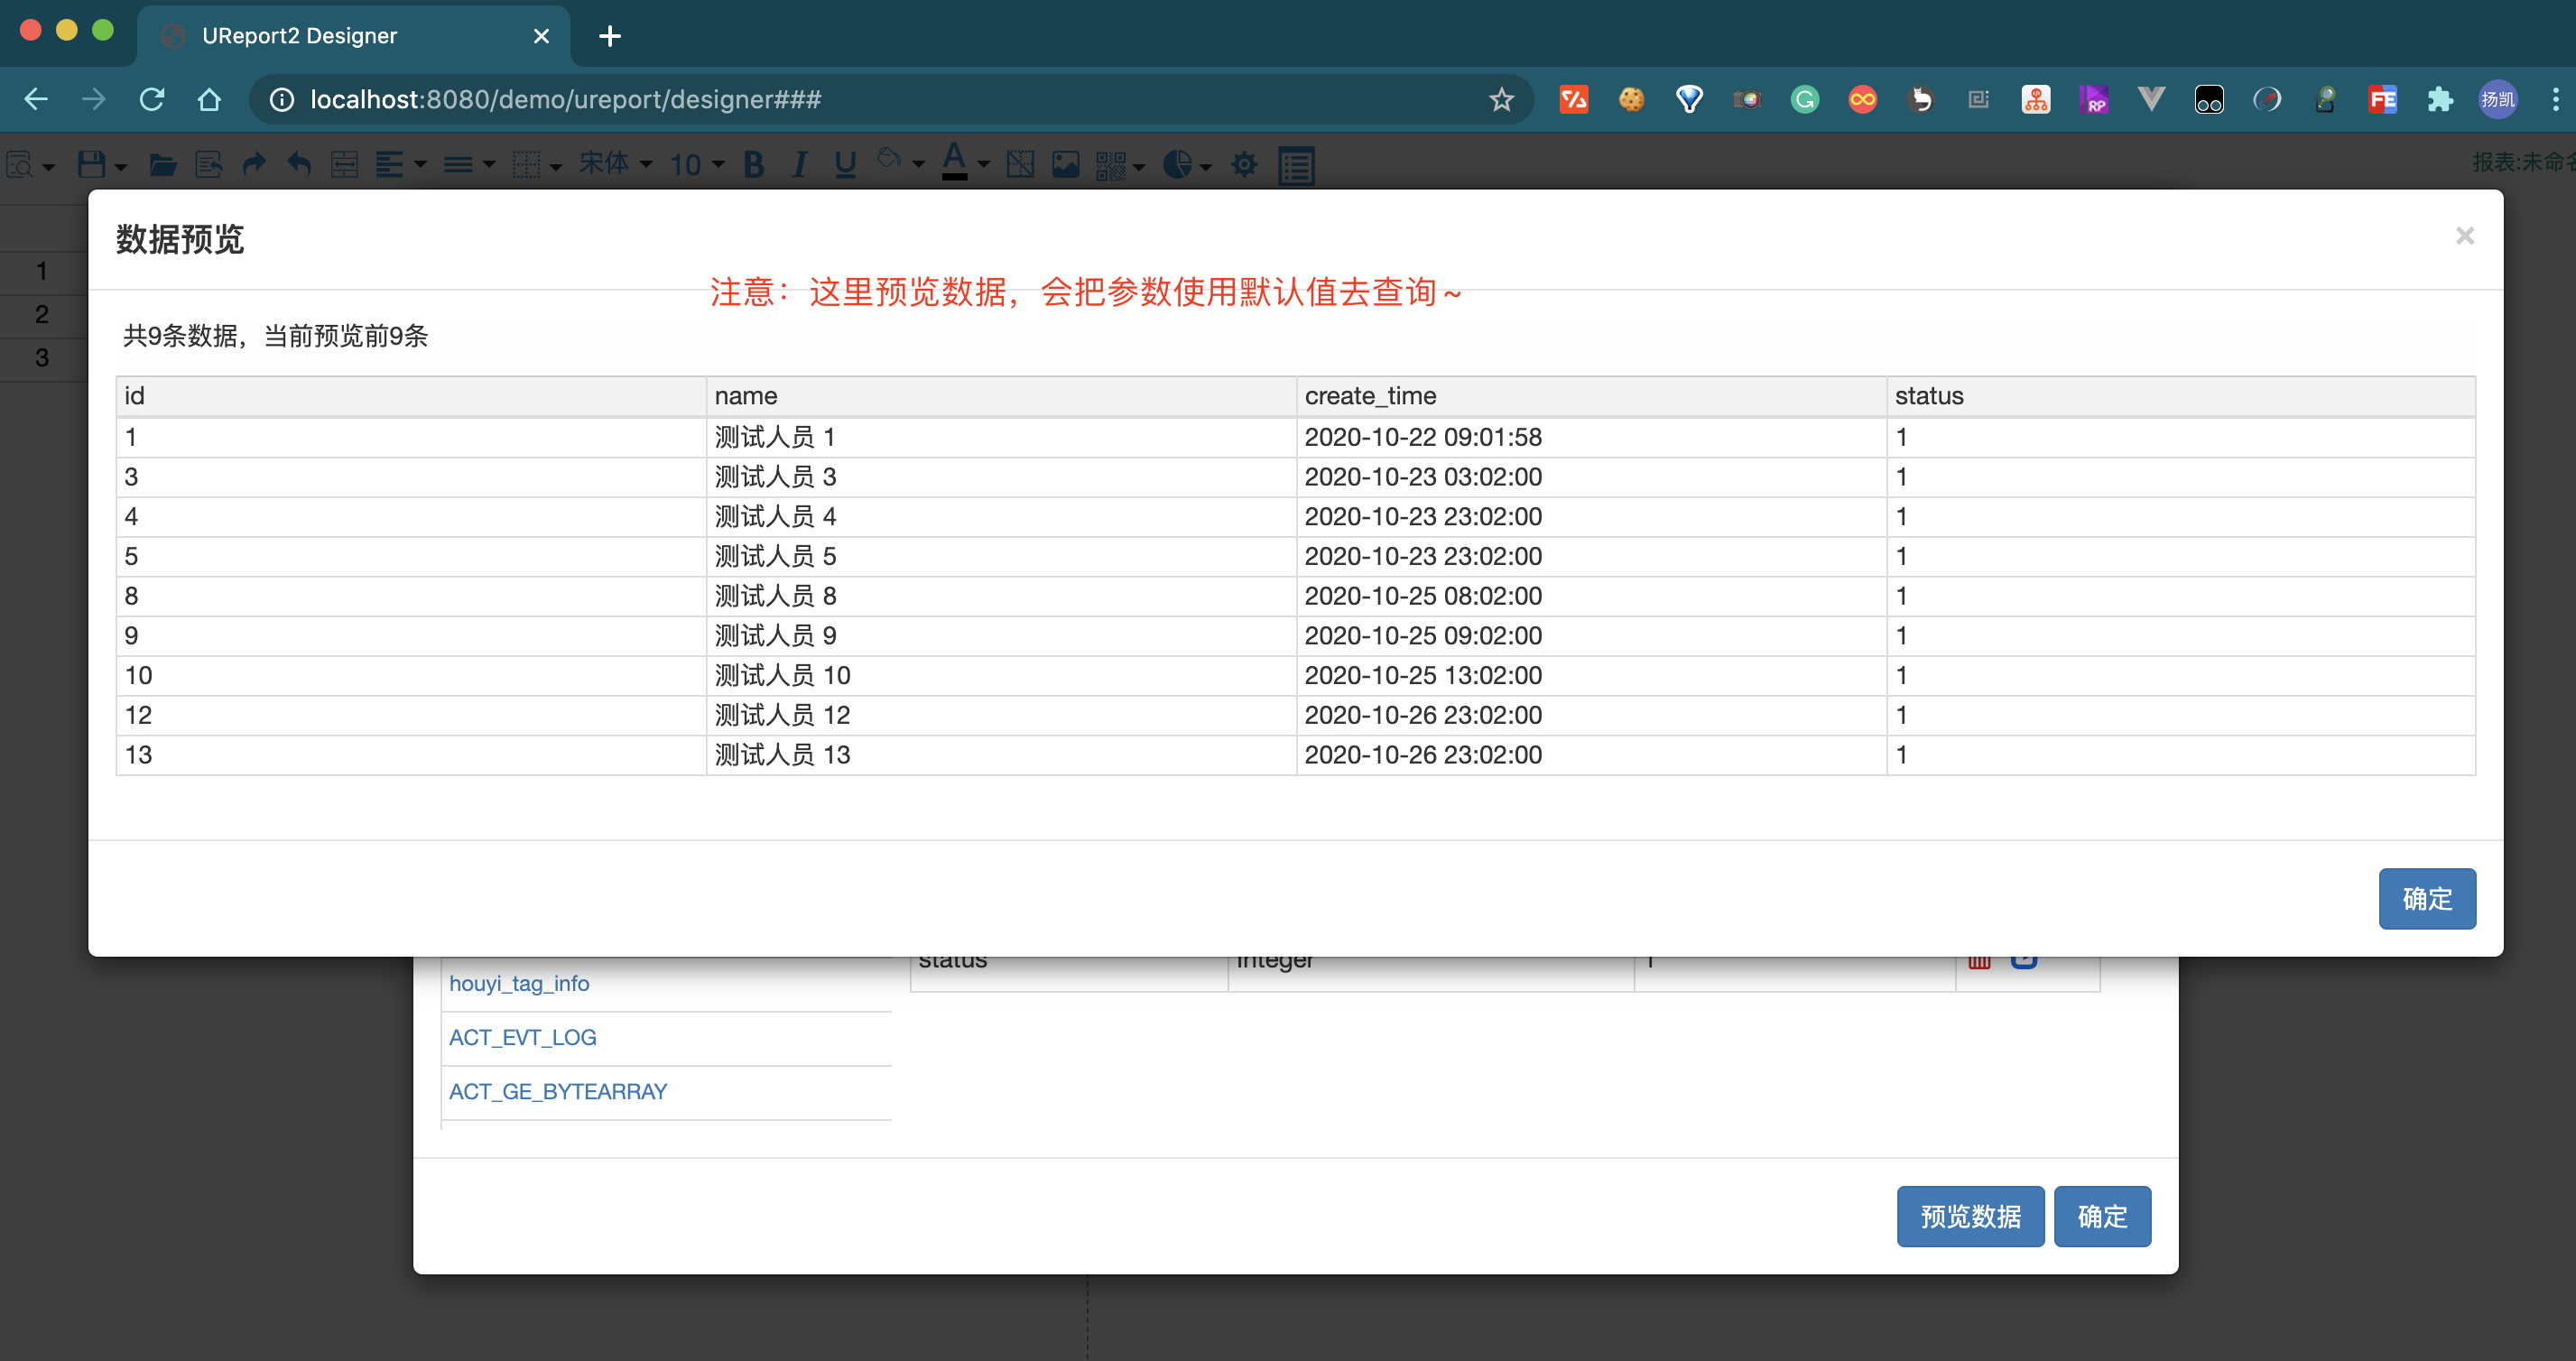 UReport2 Designer
localhost:8080/demo/ureport/designer###
扬凯
宋体 10 B I U A
报表:未命名
1
2
3
数据预览
注意：这里预览数据，会把参数使用默认值去查询～
共9条数据，当前预览前9条
id name create_time status
1 测试人员 1 2020-10-22 09:01:58 1
3 测试人员 3 2020-10-23 03:02:00 1
4 测试人员 4 2020-10-23 23:02:00 1
5 测试人员 5 2020-10-23 23:02:00 1
8 测试人员 8 2020-10-25 08:02:00 1
9 测试人员 9 2020-10-25 09:02:00 1
10 测试人员 10 2020-10-25 13:02:00 1
12 测试人员 12 2020-10-26 23:02:00 1
13 测试人员 13 2020-10-26 23:02:00 1
确定
status Integer 1
houyi_tag_info
ACT_EVT_LOG
ACT_GE_BYTEARRAY
预览数据 确定